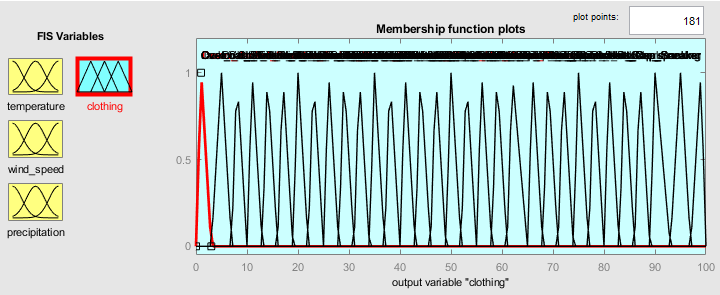 plot points:
181
FIS Variables
Membership function plots
temperature
clothing
wind_speed
precipitation
1
0.5
0
0 10 20 30 40 50 60 70 80 90 100
output variable "clothing"